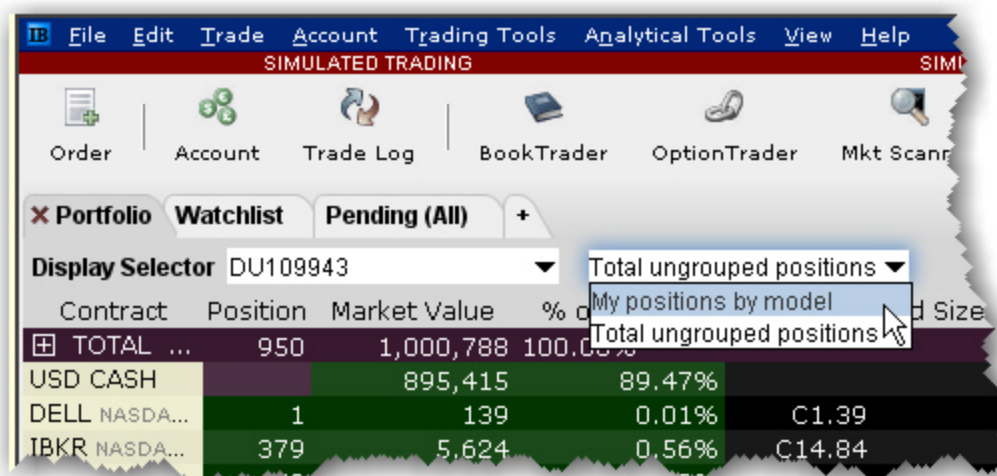 IB File Edit Trade Account Trading Tools Analytical Tools View Help
SIMULATED TRADING
Order Account Trade Log BookTrader OptionTrader Mkt Scann
Portfolio Watchlist Pending (All) +
Display Selector DU109943 Total ungrouped positions
My positions by model
Total ungrouped positions
Contract Position Market Value % d Size
TOTAL ... 950 1,000,788
USD CASH 895,415 89.47%
DELL NASDA... 1 139 0.01% C1.39
IBKR NASDA... 379 5,624 0.56% C14.84